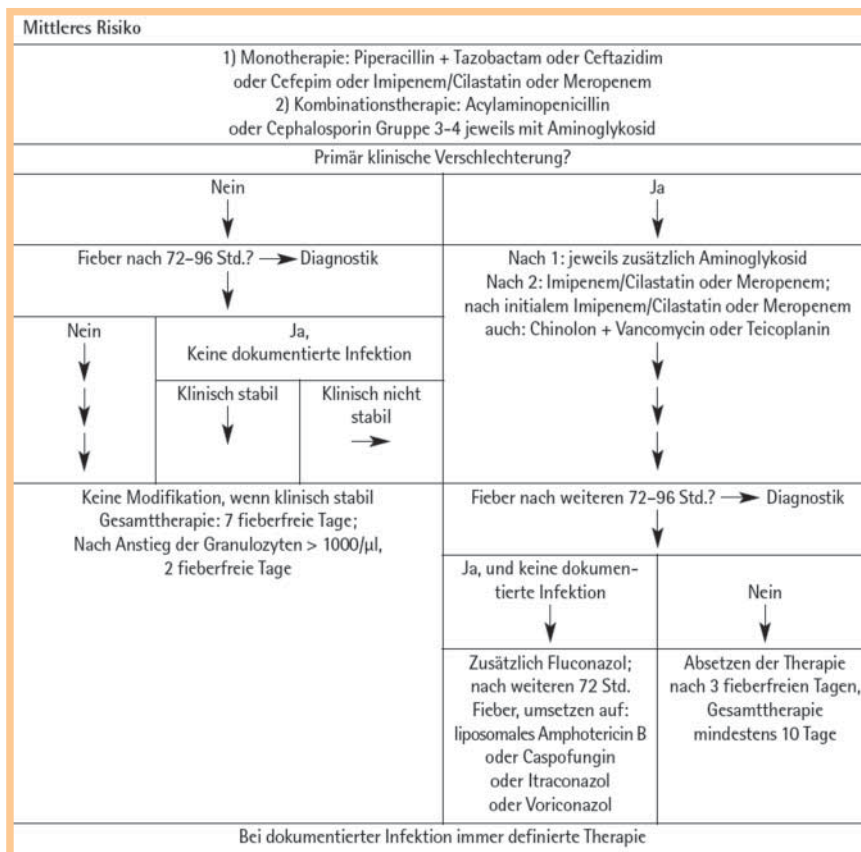 Mittleres Risiko
1) Monotherapie: Piperacillin + Tazobactam oder Ceftazidim
oder Cefepim oder Imipenem/Cilastatin oder Meropenem
2) Kombinationstherapie: Acylaminopenicillin
oder Cephalosporin Gruppe 3-4 jeweils mit Aminoglykosid
Primär klinische Verschlechterung?
Nein
Ja
Fieber nach 72–96 Std.? Diagnostik
Nach 1: jeweils zusätzlich Aminoglykosid
Nach 2: Imipenem/Cilastatin oder Meropenem;
nach initialem Imipenem/Cilastatin oder Meropenem
auch: Chinolon + Vancomycin oder Teicoplanin
Nein
Ja,
Keine dokumentierte Infektion
Klinisch stabil
Klinisch nicht
stabil
Keine Modifikation, wenn klinisch stabil
Gesamttherapie: 7 fieberfreie Tage;
Nach Anstieg der Granulozyten > 1000/µl,
2 fieberfreie Tage
Fieber nach weiteren 72–96 Std.? Diagnostik
Ja, und keine dokumen-
tierte Infektion
Nein
Zusätzlich Fluconazol;
nach weiteren 72 Std.
Fieber, umsetzen auf:
liposomales Amphotericin B
oder Caspofungin
oder Itraconazol
oder Voriconazol
Absetzen der Therapie
nach 3 fieberfreien Tagen,
Gesamttherapie
mindestens 10 Tage
Bei dokumentierter Infektion immer definierte Therapie